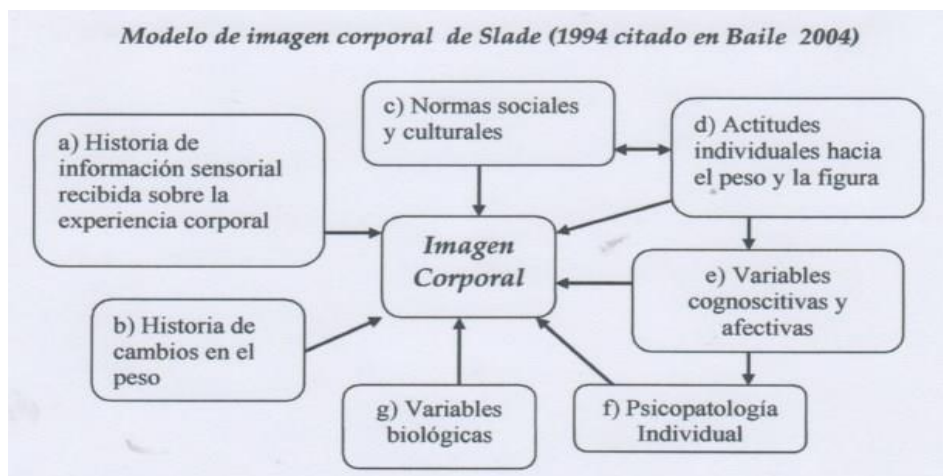 Modelo de imagen corporal de Slade (1994 citado en Baile 2004)
a) Historia de
información sensorial
recibida sobre la
experiencia corporal
c) Normas sociales
y culturales
d) Actitudes
individuales hacia
el peso y la figura
Imagen
Corporal
e) Variables
cognoscitivas y
afectivas
b) Historia de
cambios en el
peso
g) Variables
biológicas
f) Psicopatología
Individual